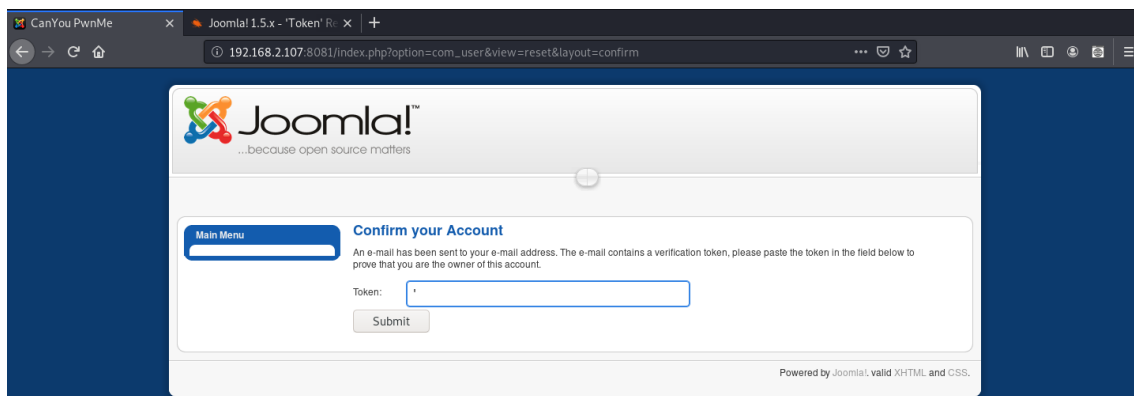 CanYou PwnMe
Joomla! 1.5.x - 'Token' Re
192.168.2.107:8081/index.php?option=com_user&view=reset&layout=confirm
Joomla!™
...because open source matters
Main Menu
Confirm your Account
An e-mail has been sent to your e-mail address. The e-mail contains a verification token, please paste the token in the field below to
prove that you are the owner of this account.
Token: '
Submit
Powered by Joomla!. valid XHTML and CSS.